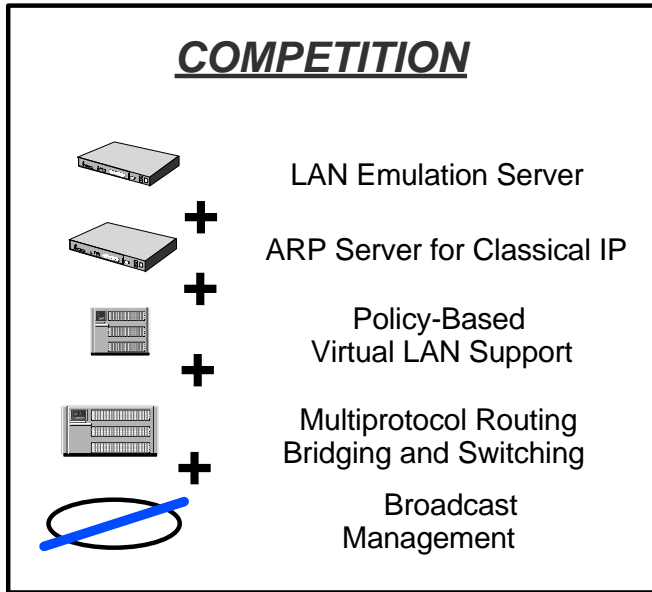 COMPETITION
LAN Emulation Server
+
ARP Server for Classical IP
+
Policy-Based
Virtual LAN Support
+
Multiprotocol Routing
Bridging and Switching
+
Broadcast
Management